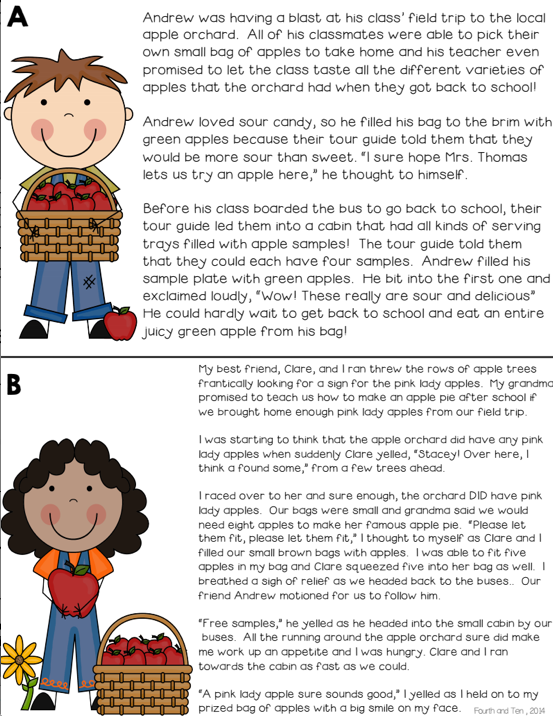 A
Andrew was having a blast at his class' field trip to the local
apple orchard. All of his classmates were able to pick their
own small bag of apples to take home and his teacher even
promised to let the class taste all the different varieties of
apples that the orchard had when they got back to school!
Andrew loved sour candy, so he filled his bag to the brim with
green apples because their tour guide told them that they
would be more sour than sweet. "I sure hope Mrs. Thomas
lets us try an apple here," he thought to himself.
Before his class boarded the bus to go back to school, their
tour guide led them into a cabin that had all kinds of serving
trays filled with apple samples! The tour guide told them
that they could each have four samples. Andrew filled his
sample plate with green apples. He bit into the first one and
exclaimed loudly, "Wow! These really are sour and delicious"
He could hardly wait to get back to school and eat an entire
juicy green apple from his bag!
B
My best friend, Clare, and I ran threw the rows of apple trees
frantically looking for a sign for the pink lady apples. My grandma
promised to teach us how to make an apple pie after school if
we brought home enough pink lady apples from our field trip.
I was starting to think that the apple orchard did have any pink
lady apples when suddenly Clare yelled, "Stacey! Over here, I
think a found some," from a few trees ahead.
I raced over to her and sure enough, the orchard DID have pink
lady apples. Our bags were small and grandma said we would
need eight apples to make her famous apple pie. "Please let
them fit, please let them fit," I thought to myself as Clare and I
filled our small brown bags with apples. I was able to fit five
apples in my bag and Clare squeezed five into her bag as well. I
breathed a sigh of relief as we headed back to the buses.. Our
friend Andrew motioned for us to follow him.
"Free samples," he yelled as he headed into the small cabin by our
buses. All the running around the apple orchard sure did make
me work up an appetite and I was hungry. Clare and I ran
towards the cabin as fast as we could.
"A pink lady apple sure sounds good," I yelled as I held on to my
prized bag of apples with a big smile on my face. Fourth and Ten , 2014